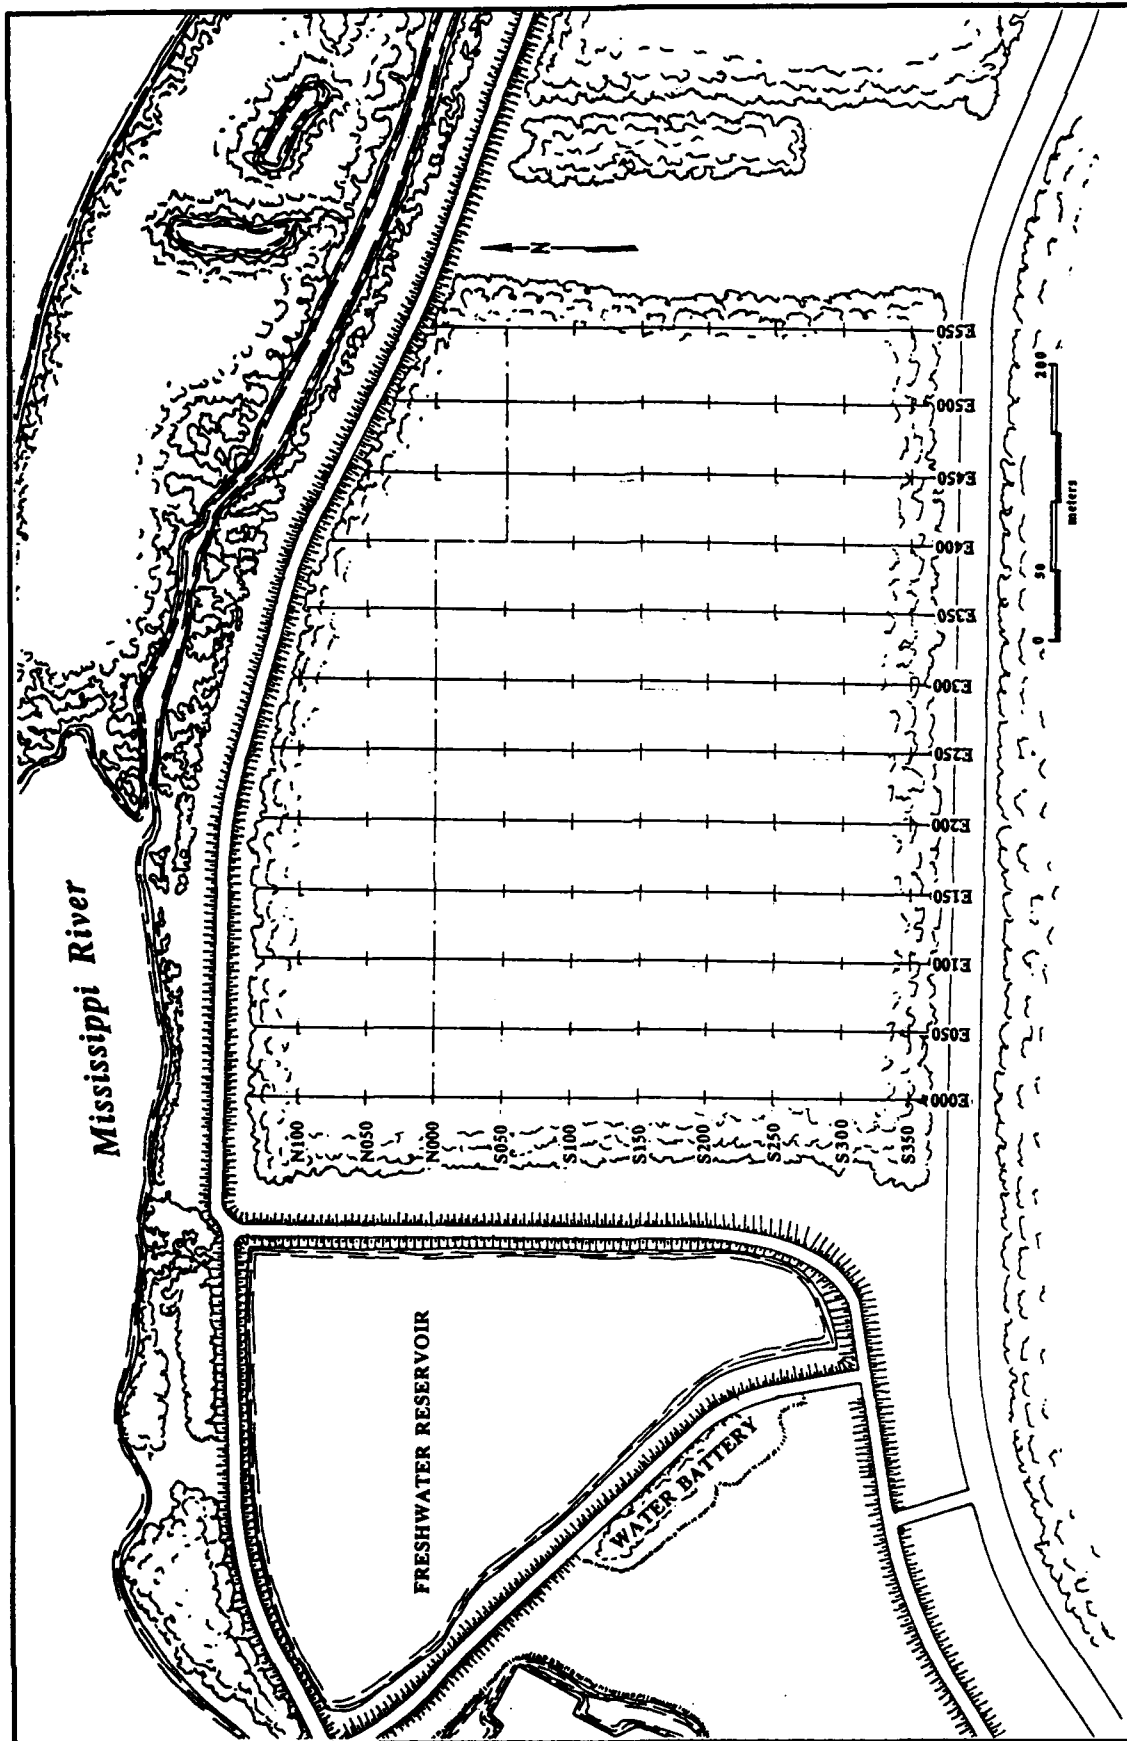 Mississippi River
N
E550
E500
E450
E400
E350
E300
E250
E200
E150
E100
E050
E000
N100
N050
N000
S050
S100
S150
S200
S250
S300
S350
0
50
200
meters
FRESHWATER RESERVOIR
WATER BATTERY